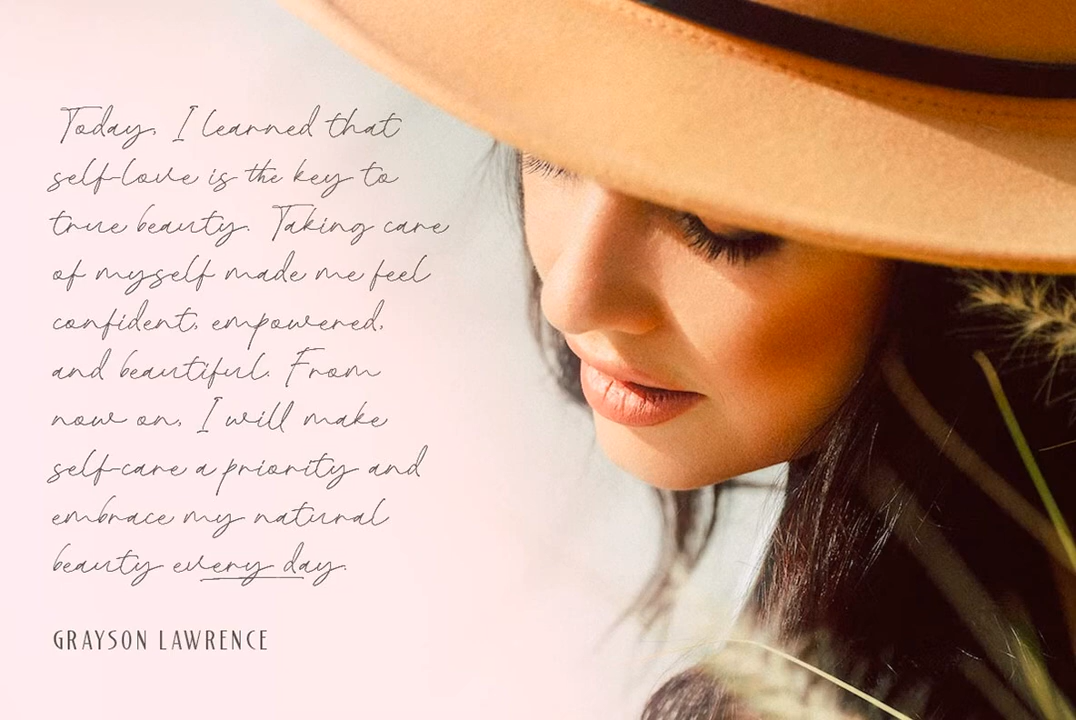 Today, I learned that
self-love is the key to
true beauty. Taking care
of myself made me feel
confident, empowered,
and beautiful. From
now on, I will make
self-care a priority and
embrace my natural
beauty every day.
GRAYSON LAWRENCE